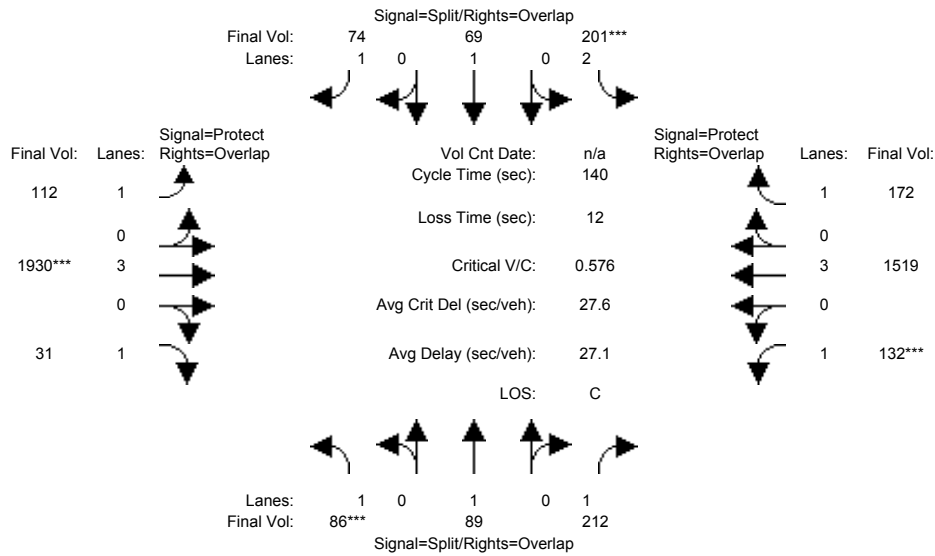 Signal=Split/Rights=Overlap
Final Vol: 74 69 201***
Lanes: 1 0 1 0 2
Signal=Protect Signal=Protect
Final Vol: Lanes: Rights=Overlap Vol Cnt Date: n/a Rights=Overlap Lanes: Final Vol:
Cycle Time (sec): 140
112 1 1 172
Loss Time (sec): 12
0 0
1930*** 3 Critical V/C: 0.576 3 1519
0 Avg Crit Del (sec/veh): 27.6 0
31 1 Avg Delay (sec/veh): 27.1 1 132***
LOS: C
Lanes: 1 0 1 0 1
Final Vol: 86*** 89 212
Signal=Split/Rights=Overlap